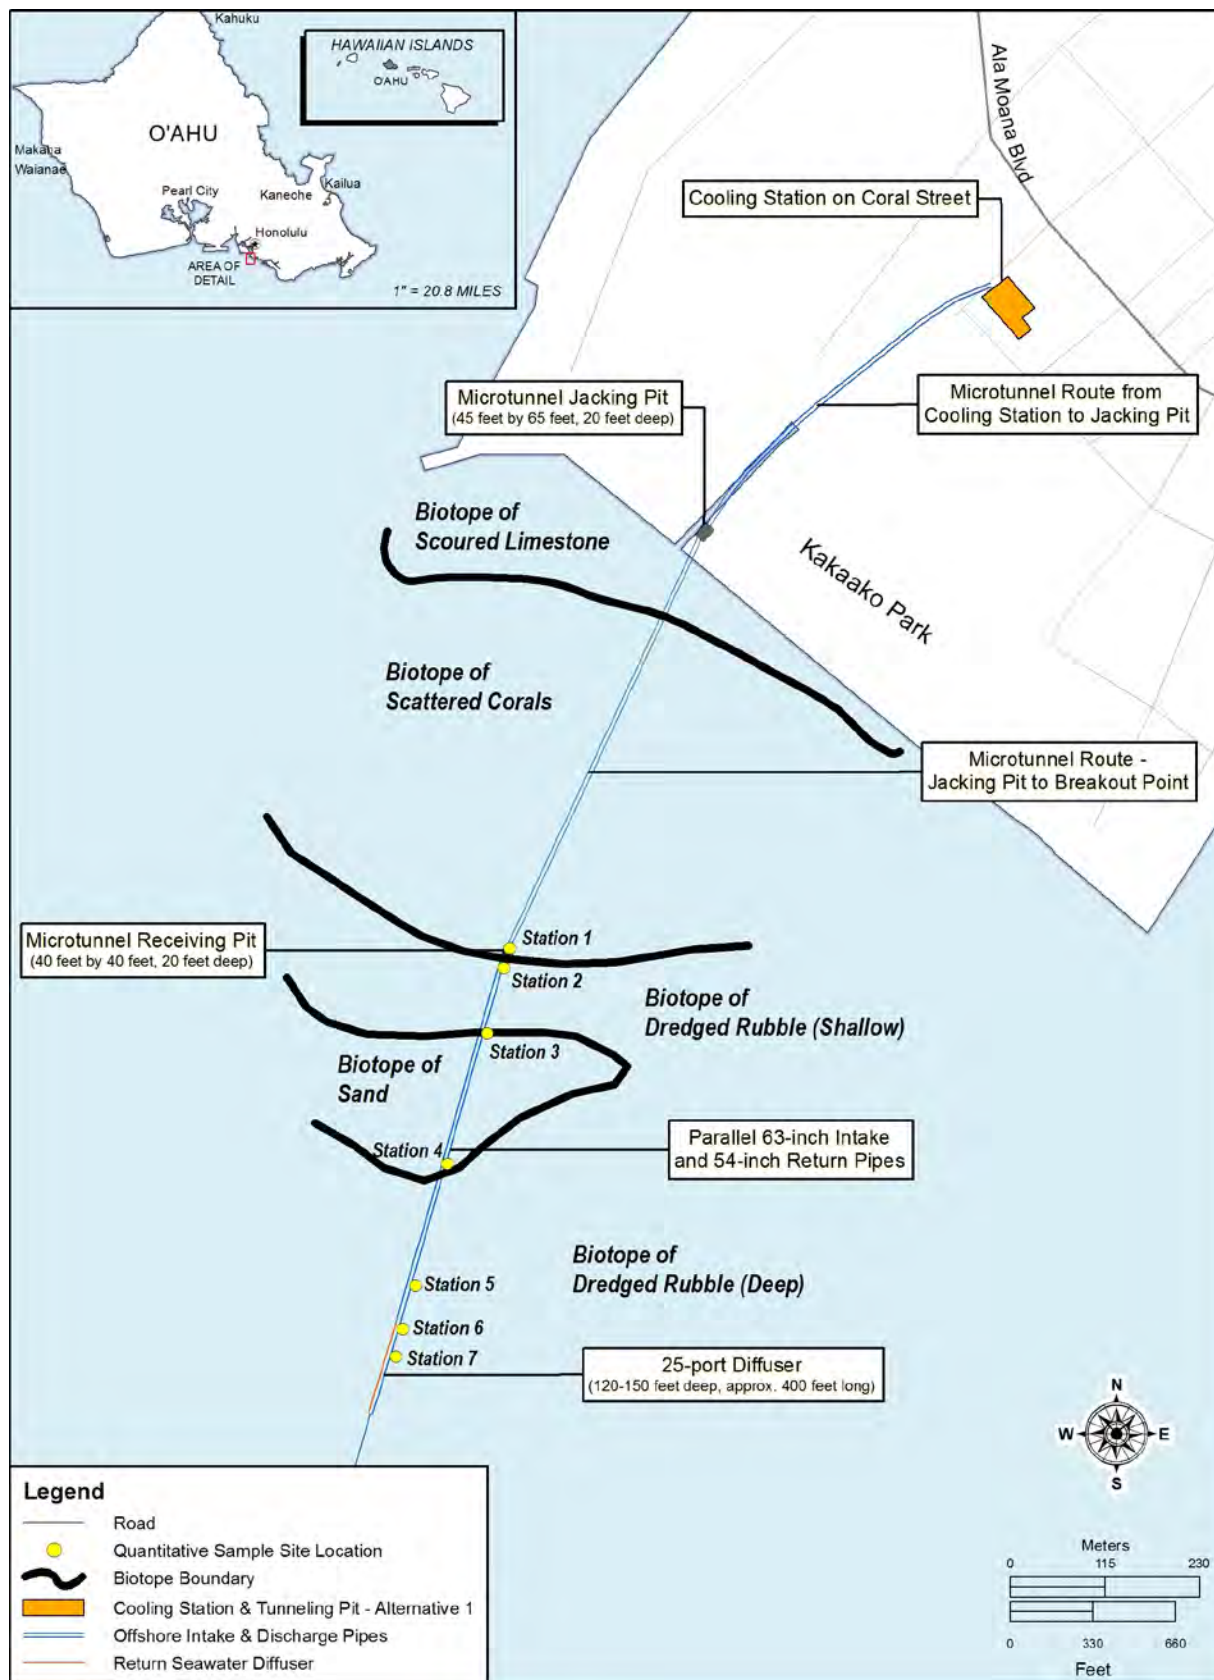 Kahuku
HAWAIIAN ISLANDS
O'AHU
O'AHU
Makaha
Waianae
Pearl City
Kaneohe
Kailua
Honolulu
AREA OF
DETAIL
1" = 20.8 MILES
Ala Moana Blvd
Cooling Station on Coral Street
Microtunnel Jacking Pit
(45 feet by 65 feet, 20 feet deep)
Microtunnel Route from
Cooling Station to Jacking Pit
Biotope of
Scoured Limestone
Kakaako Park
Biotope of
Scattered Corals
Microtunnel Route -
Jacking Pit to Breakout Point
Microtunnel Receiving Pit
(40 feet by 40 feet, 20 feet deep)
Station 1
Station 2
Biotope of
Dredged Rubble (Shallow)
Station 3
Biotope of
Sand
Station 4
Parallel 63-inch Intake
and 54-inch Return Pipes
Biotope of
Dredged Rubble (Deep)
Station 5
Station 6
Station 7
25-port Diffuser
(120-150 feet deep, approx. 400 feet long)
N
W
E
S
Legend
Road
Quantitative Sample Site Location
Biotope Boundary
Cooling Station & Tunneling Pit - Alternative 1
Offshore Intake & Discharge Pipes
Return Seawater Diffuser
Meters
0 115 230
0 330 660
Feet